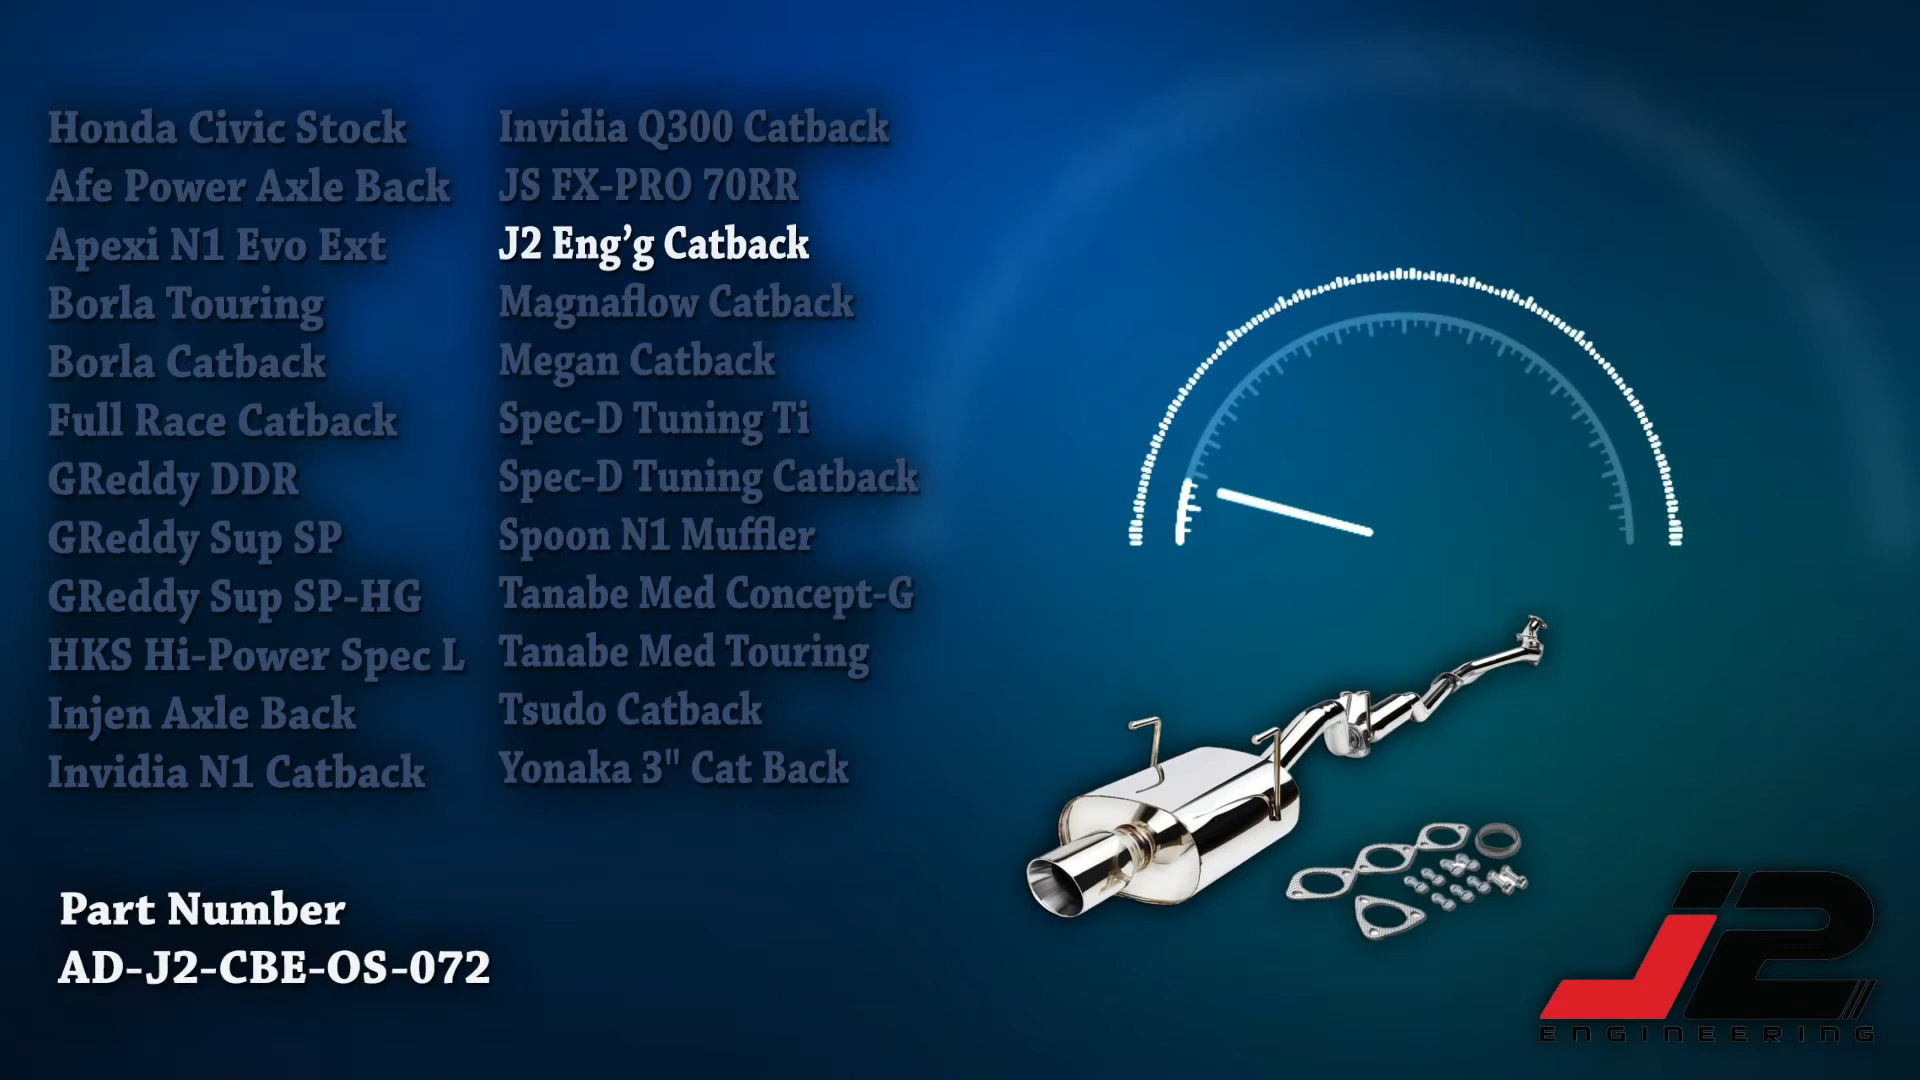 Honda Civic Stock
Afe Power Axle Back
Apexi N1 Evo Ext
Borla Touring
Borla Catback
Full Race Catback
GReddy DDR
GReddy Sup SP
GReddy Sup SP-HG
HKS Hi-Power Spec L
Injen Axle Back
Invidia N1 Catback
Invidia Q300 Catback
JS FX-PRO 70RR
J2 Eng’g Catback
Magnaflow Catback
Megan Catback
Spec-D Tuning Ti
Spec-D Tuning Catback
Spoon N1 Muffler
Tanabe Med Concept-G
Tanabe Med Touring
Tsudo Catback
Yonaka 3" Cat Back
Part Number
AD-J2-CBE-OS-072
J2
ENGINEERING